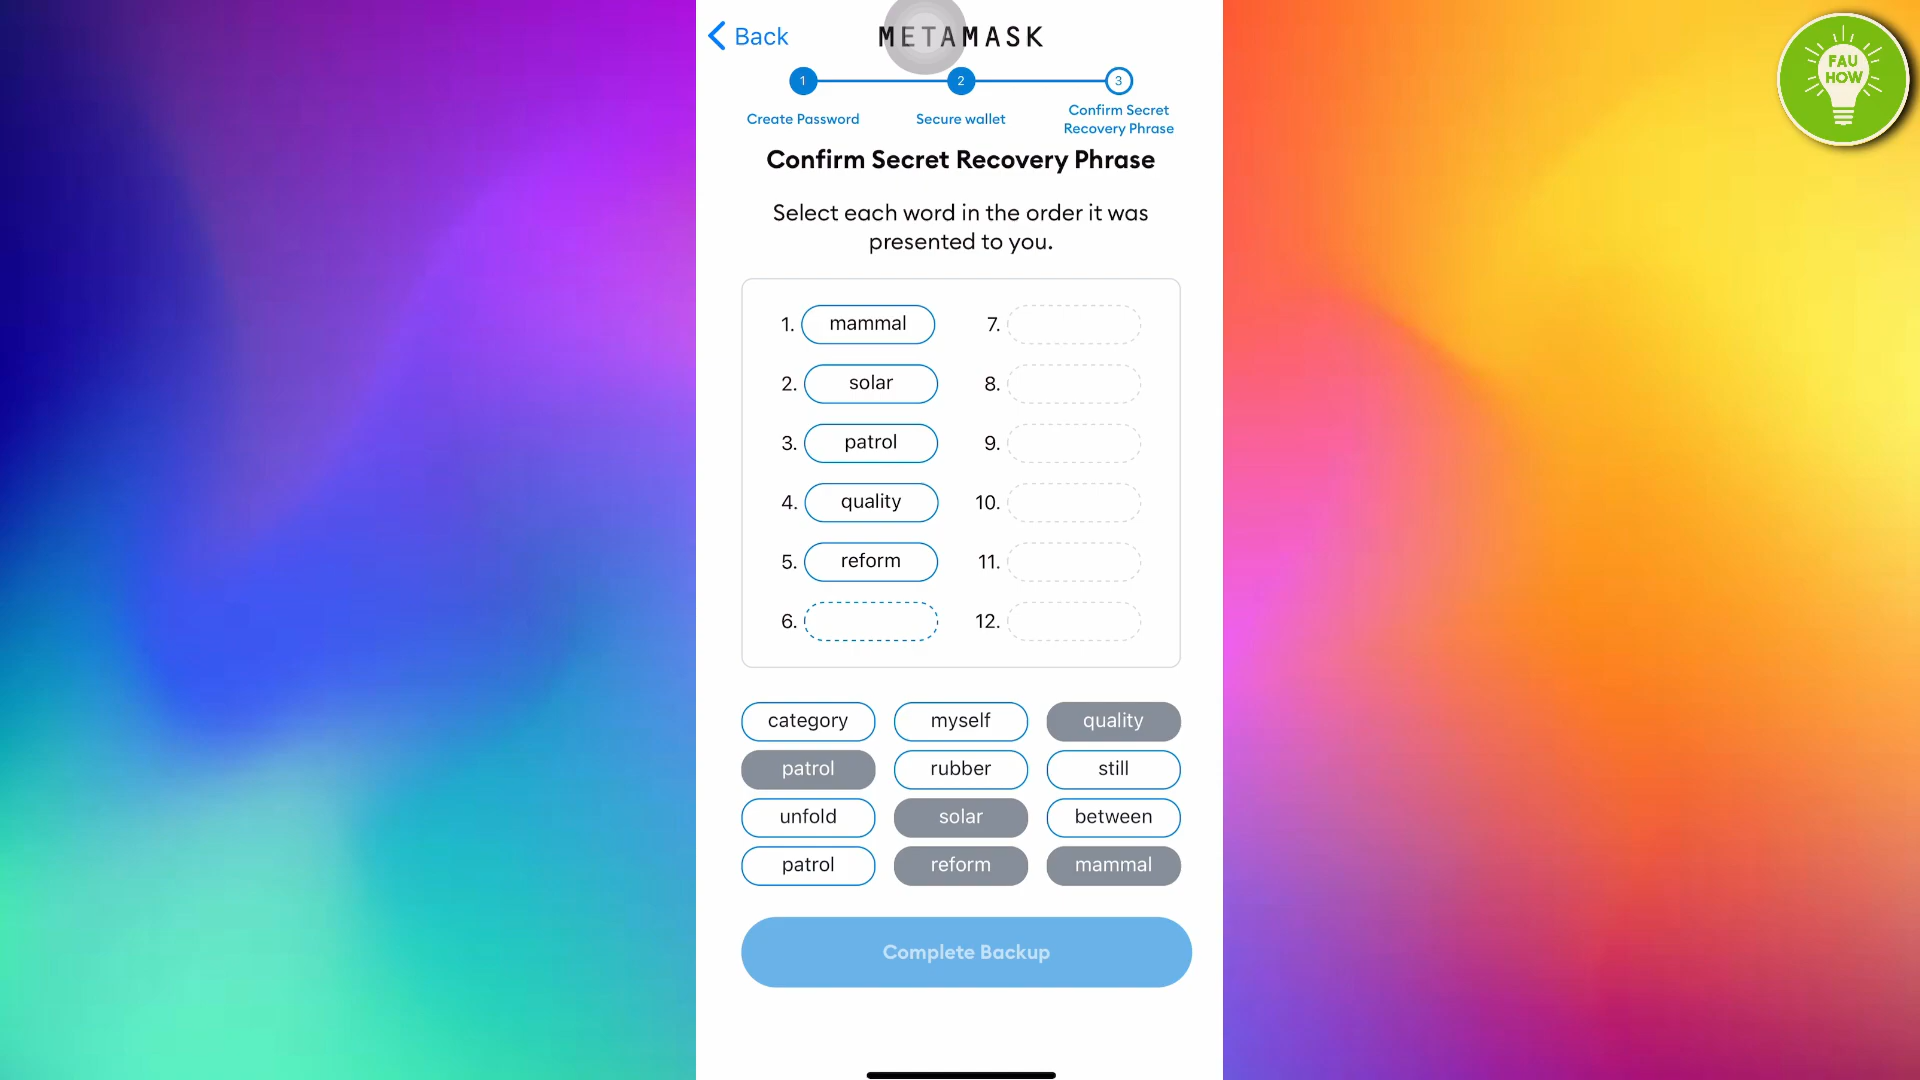 Back
METAMASK
1
2
3
Create Password
Secure wallet
Confirm Secret
Recovery Phrase
FAU
HOW
Confirm Secret Recovery Phrase
Select each word in the order it was
presented to you.
1. mammal
2. solar
3. patrol
4. quality
5. reform
6.
7.
8.
9.
10.
11.
12.
category myself quality
patrol rubber still
unfold solar between
patrol reform mammal
Complete Backup